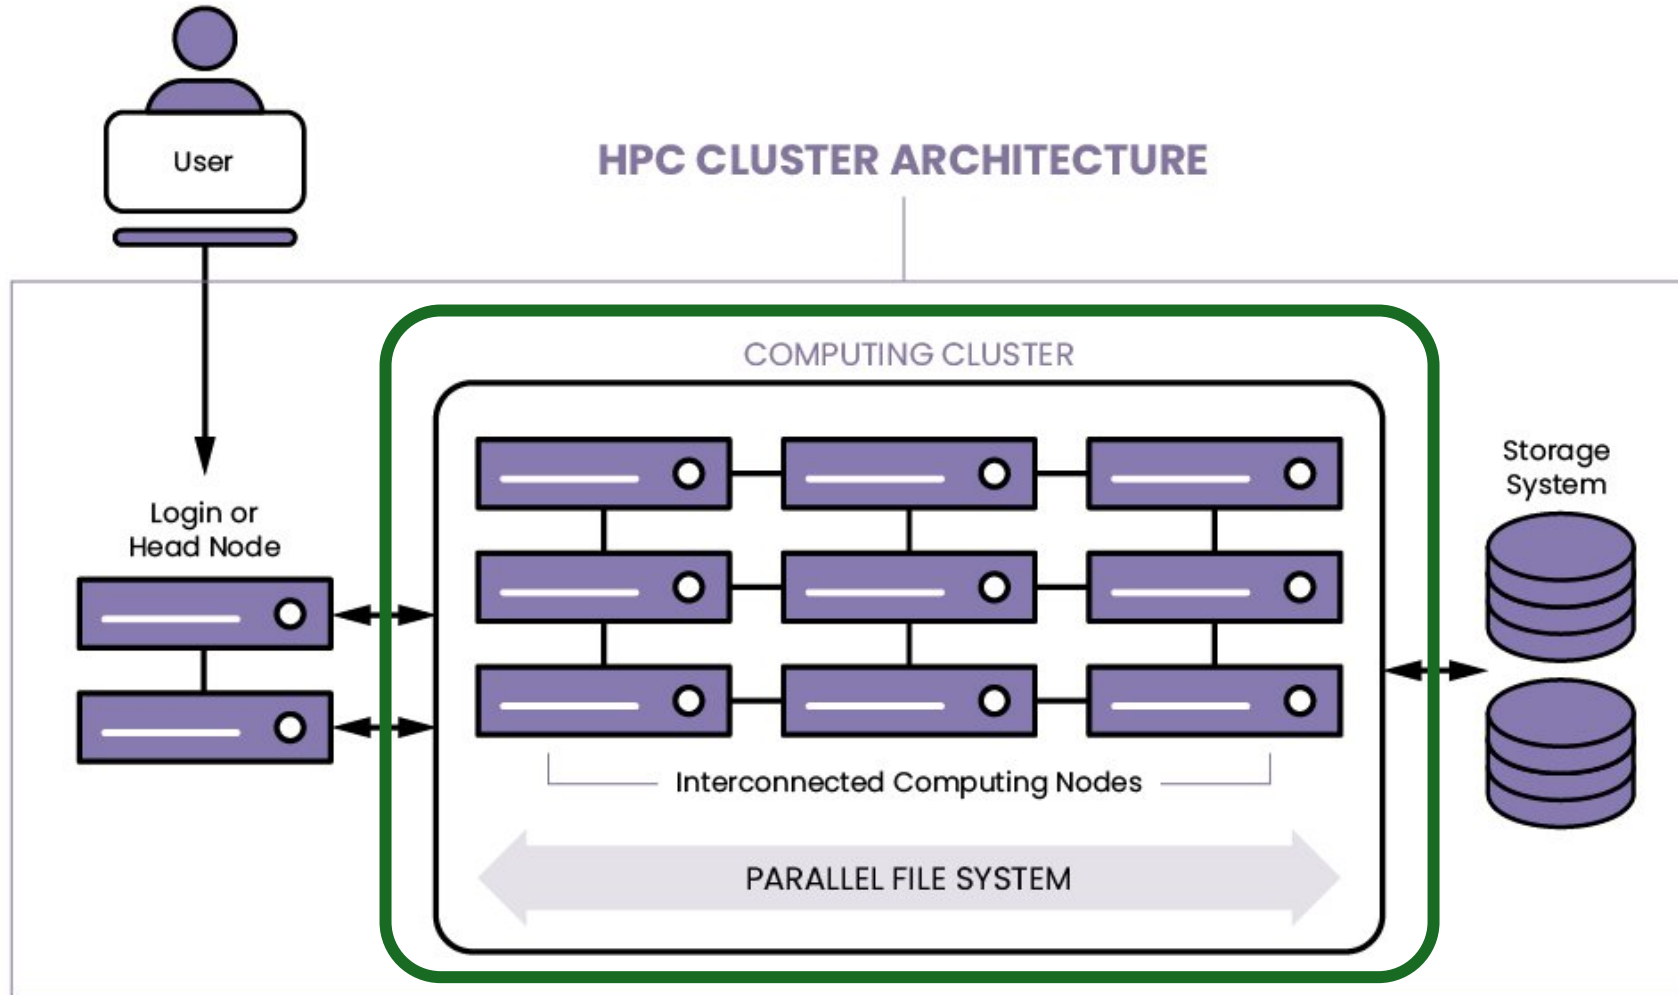 User
HPC CLUSTER ARCHITECTURE
COMPUTING CLUSTER
Login or
Head Node
Interconnected Computing Nodes
PARALLEL FILE SYSTEM
Storage
System